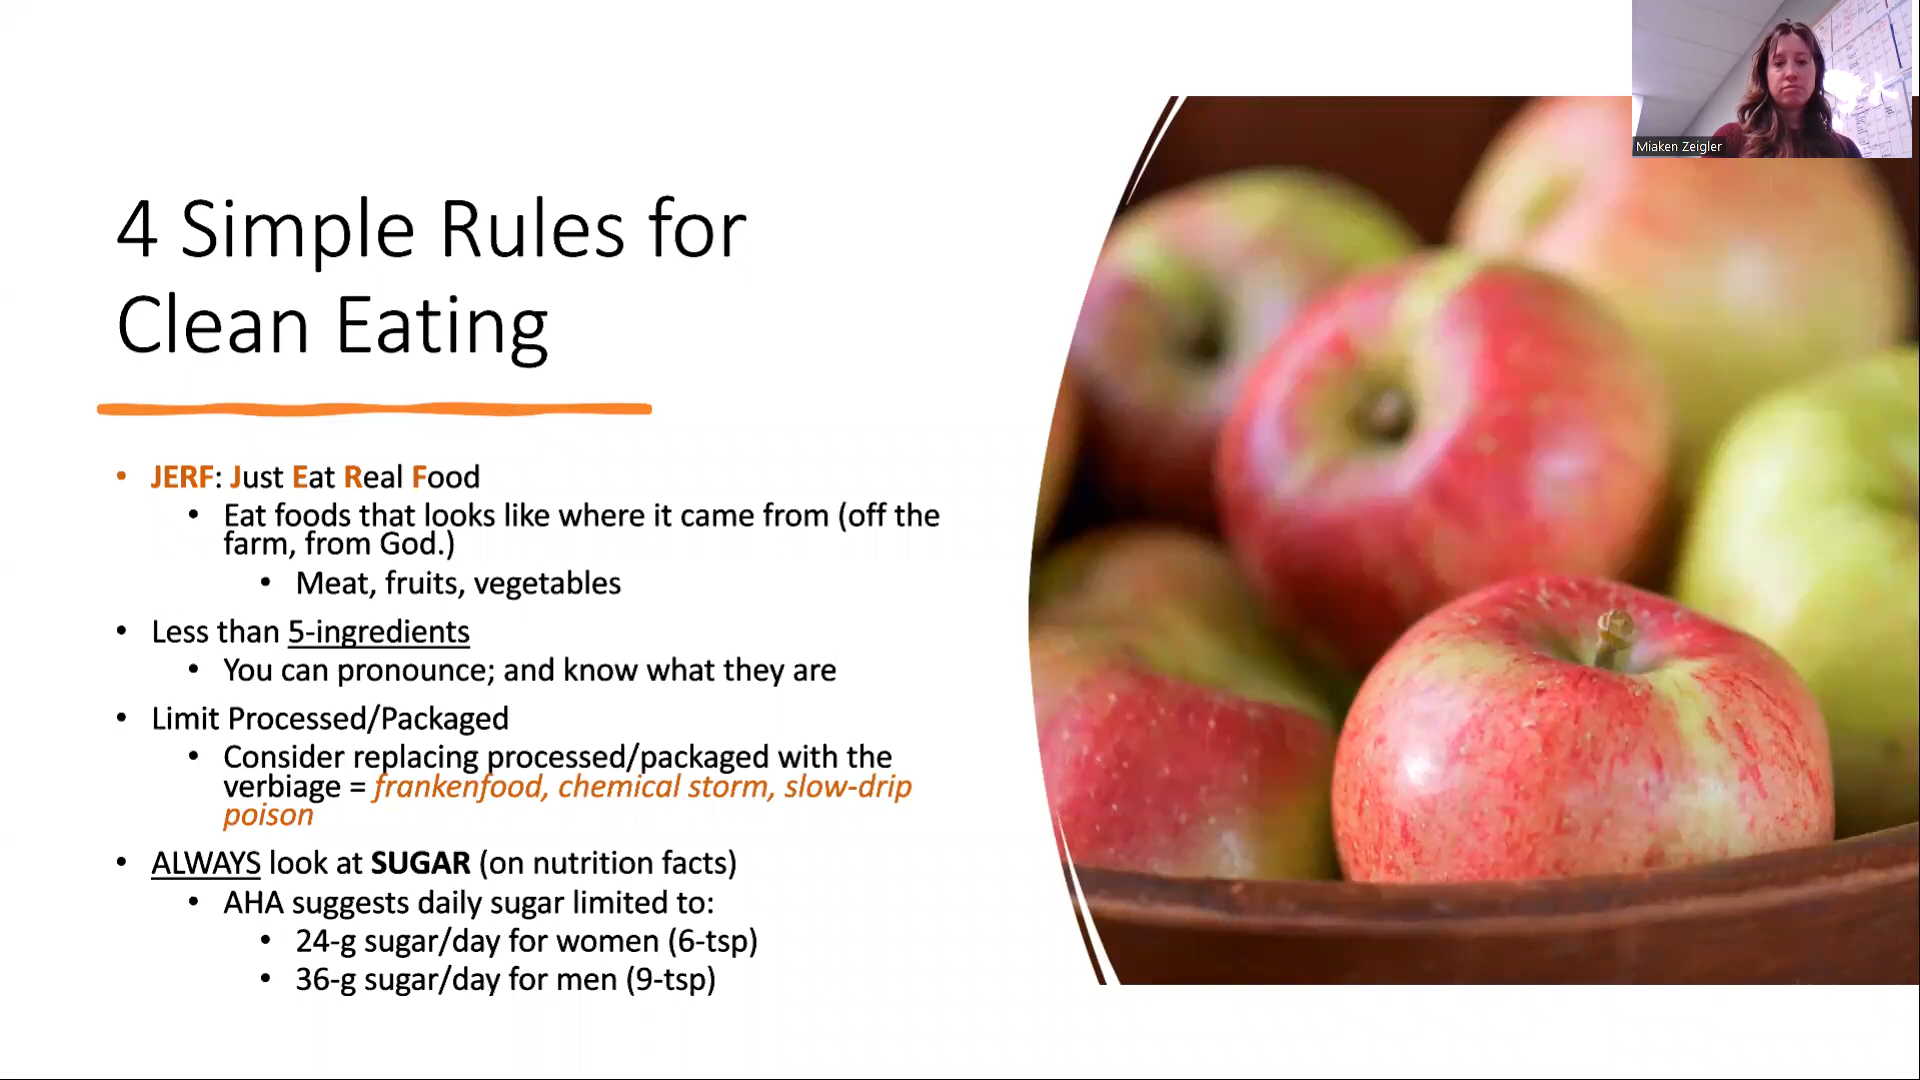 Miaken Zeigler
4 Simple Rules for
Clean Eating
• JERF: Just Eat Real Food
• Eat foods that looks like where it came from (off the
farm, from God.)
• Meat, fruits, vegetables
• Less than 5-ingredients
• You can pronounce; and know what they are
• Limit Processed/Packaged
• Consider replacing processed/packaged with the
verbiage = frankenfood, chemical storm, slow-drip
poison
• ALWAYS look at SUGAR (on nutrition facts)
• AHA suggests daily sugar limited to:
• 24-g sugar/day for women (6-tsp)
• 36-g sugar/day for men (9-tsp)